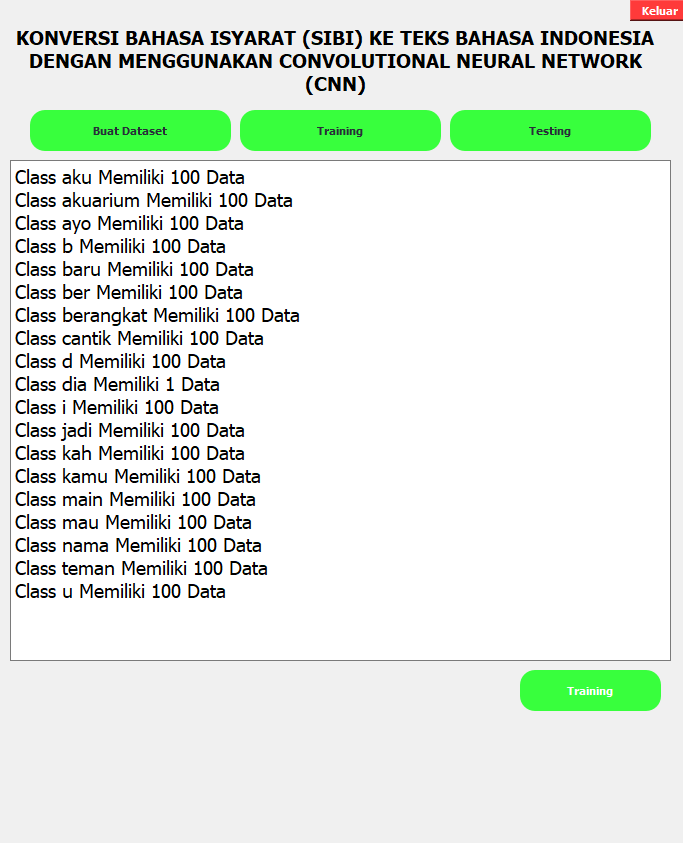 Keluar
KONVERSI BAHASA ISYARAT (SIBI) KE TEKS BAHASA INDONESIA
DENGAN MENGGUNAKAN CONVOLUTIONAL NEURAL NETWORK
(CNN)
Buat Dataset
Training
Testing
Class aku Memiliki 100 Data
Class akuarium Memiliki 100 Data
Class ayo Memiliki 100 Data
Class b Memiliki 100 Data
Class baru Memiliki 100 Data
Class ber Memiliki 100 Data
Class berangkat Memiliki 100 Data
Class cantik Memiliki 100 Data
Class d Memiliki 100 Data
Class dia Memiliki 1 Data
Class i Memiliki 100 Data
Class jadi Memiliki 100 Data
Class kah Memiliki 100 Data
Class kamu Memiliki 100 Data
Class main Memiliki 100 Data
Class mau Memiliki 100 Data
Class nama Memiliki 100 Data
Class teman Memiliki 100 Data
Class u Memiliki 100 Data
Training